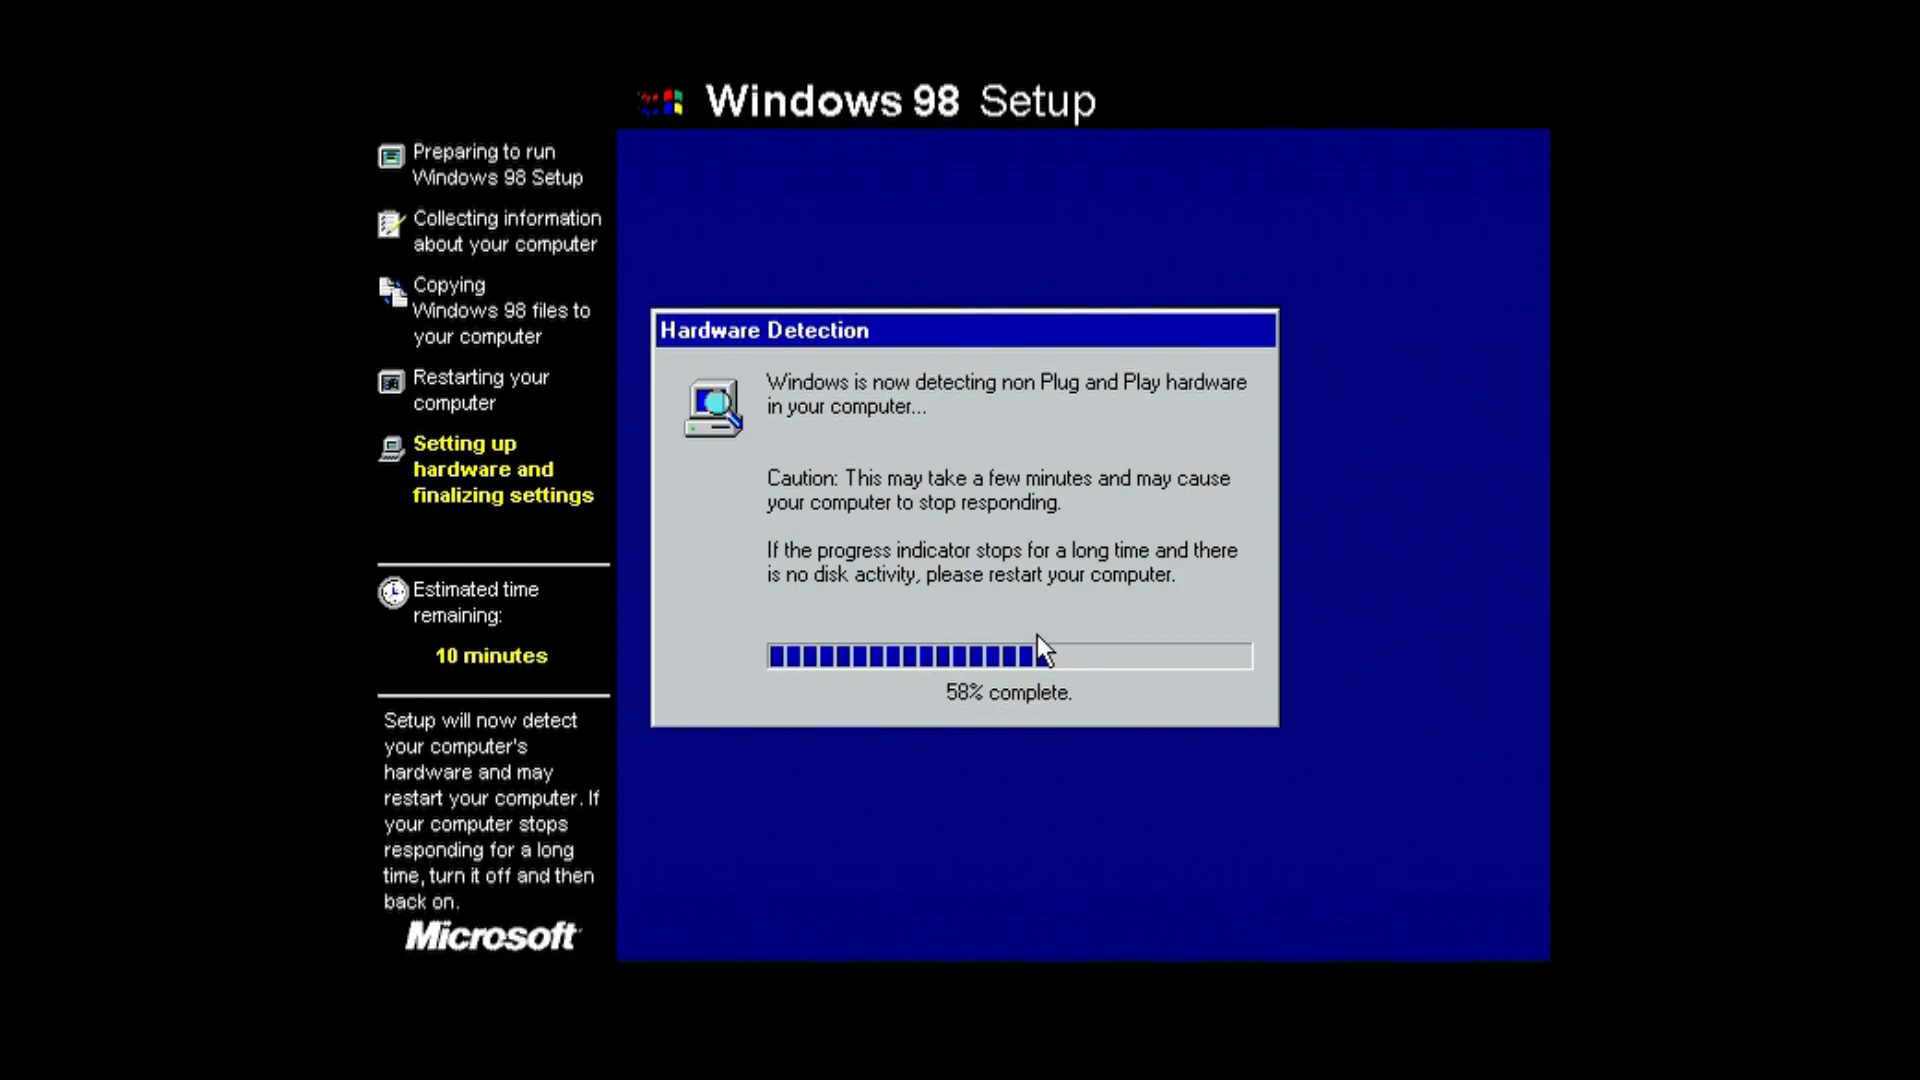 Windows 98 Setup
Preparing to run
Windows 98 Setup
Collecting information
about your computer
Copying
Windows 98 files to
your computer
Restarting your
computer
Setting up
hardware and
finalizing settings
Estimated time
remaining:
10 minutes
Setup will now detect
your computer's
hardware and may
restart your computer. If
your computer stops
responding for a long
time, turn it off and then
back on.
Microsoft
Hardware Detection
Windows is now detecting non Plug and Play hardware
in your computer...
Caution: This may take a few minutes and may cause
your computer to stop responding.
If the progress indicator stops for a long time and there
is no disk activity, please restart your computer.
58% complete.